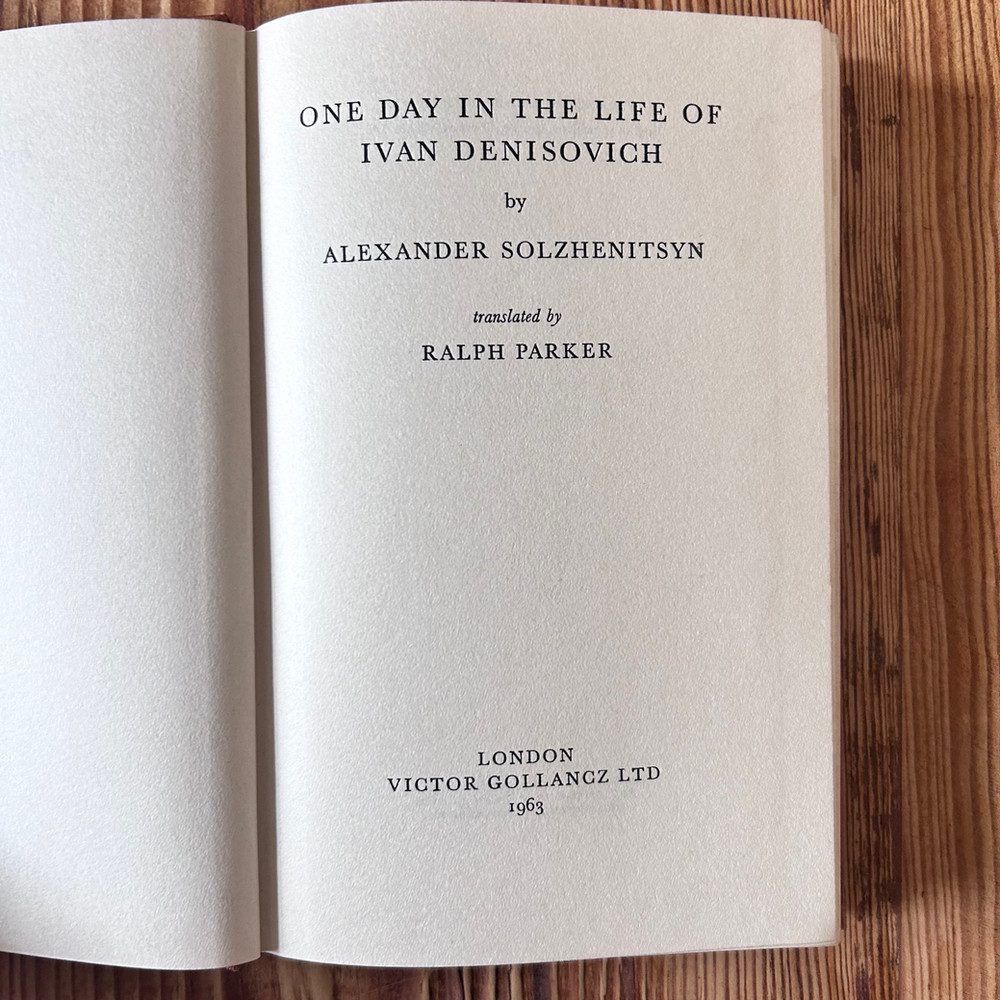 ONE DAY IN THE LIFE OF
IVAN DENISOVICH
by
ALEXANDER SOLZHENITSYN
translated by
RALPH PARKER
LONDON
VICTOR GOLLANCZ LTD
1963